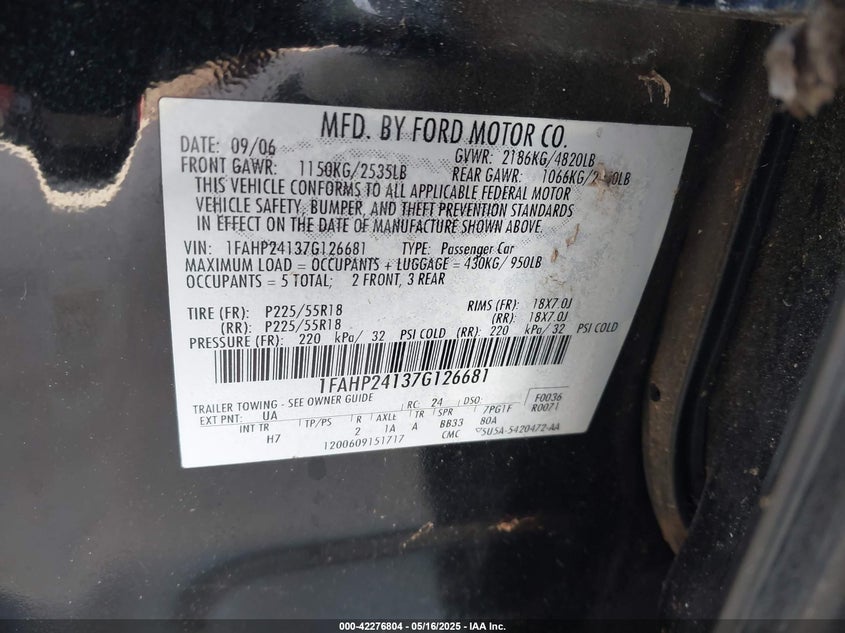 MFD. BY FORD MOTOR CO.
DATE: 09/06 GVWR: 2186KG/4820LB
FRONT GAWR: 1150KG/2535LB REAR GAWR: 1066KG/
THIS VEHICLE CONFORMS TO ALL APPLICABLE FEDERAL MOTOR
VEHICLE SAFETY, BUMPER, AND THEFT PREVENTION STANDARDS
IN EFFECT ON THE DATE OF MANUFACTURE SHOWN ABOVE.
VIN: 1FAHP24137G126681 TYPE: Passenger Car
MAXIMUM LOAD = OCCUPANTS + LUGGAGE = 430KG/ 950LB
OCCUPANTS = 5 TOTAL; 2 FRONT, 3 REAR
TIRE (FR): P225/55R18 RIMS (FR): 18X7.0J
(RR): P225/55R18 (RR): 18X7.0J
PRESSURE (FR): 220 kPa/ 32 PSI COLD (RR): 220 kPa/ 32 PSI COLD
1FAHP24137G126681
TRAILER TOWING - SEE OWNER GUIDE F0036
EXT PNT: UA RC: 24 DSO: R0071
INT TR TP/PS R AXLE TR SPR 7PG1F
H7 2 1A A BB33 80A
1200609151717 CMC 5U5A-5420472-AA
000-42276804 — 05/16/2025 — IAA Inc.